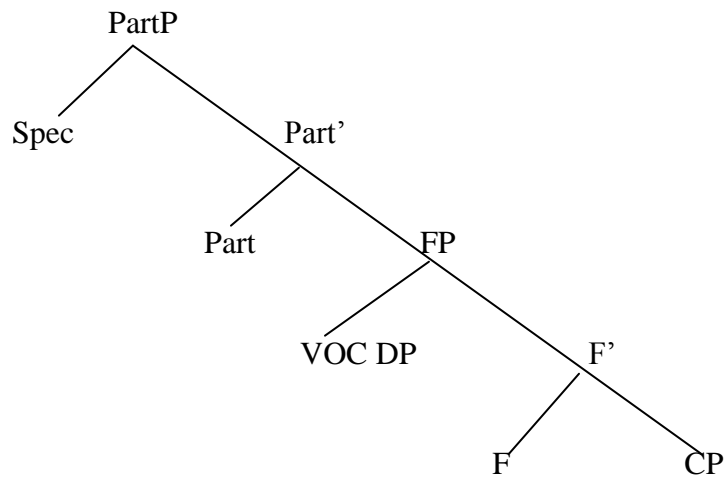 PartP
Spec Part’
Part FP
VOC DP F’
F CP